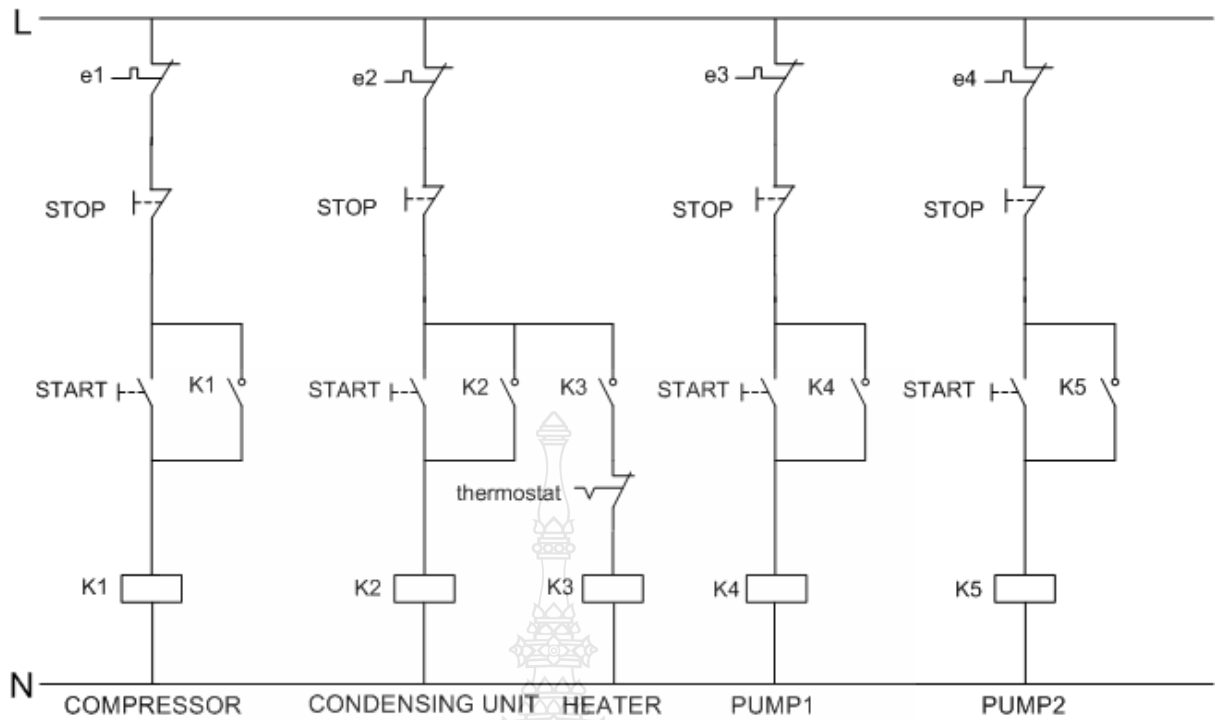 L
e1 e2 e3 e4
STOP STOP STOP STOP
START K1 START K2 K3 START K4 START K5
thermostat
K1 K2 K3 K4 K5
N
COMPRESSOR CONDENSING UNIT HEATER PUMP1 PUMP2